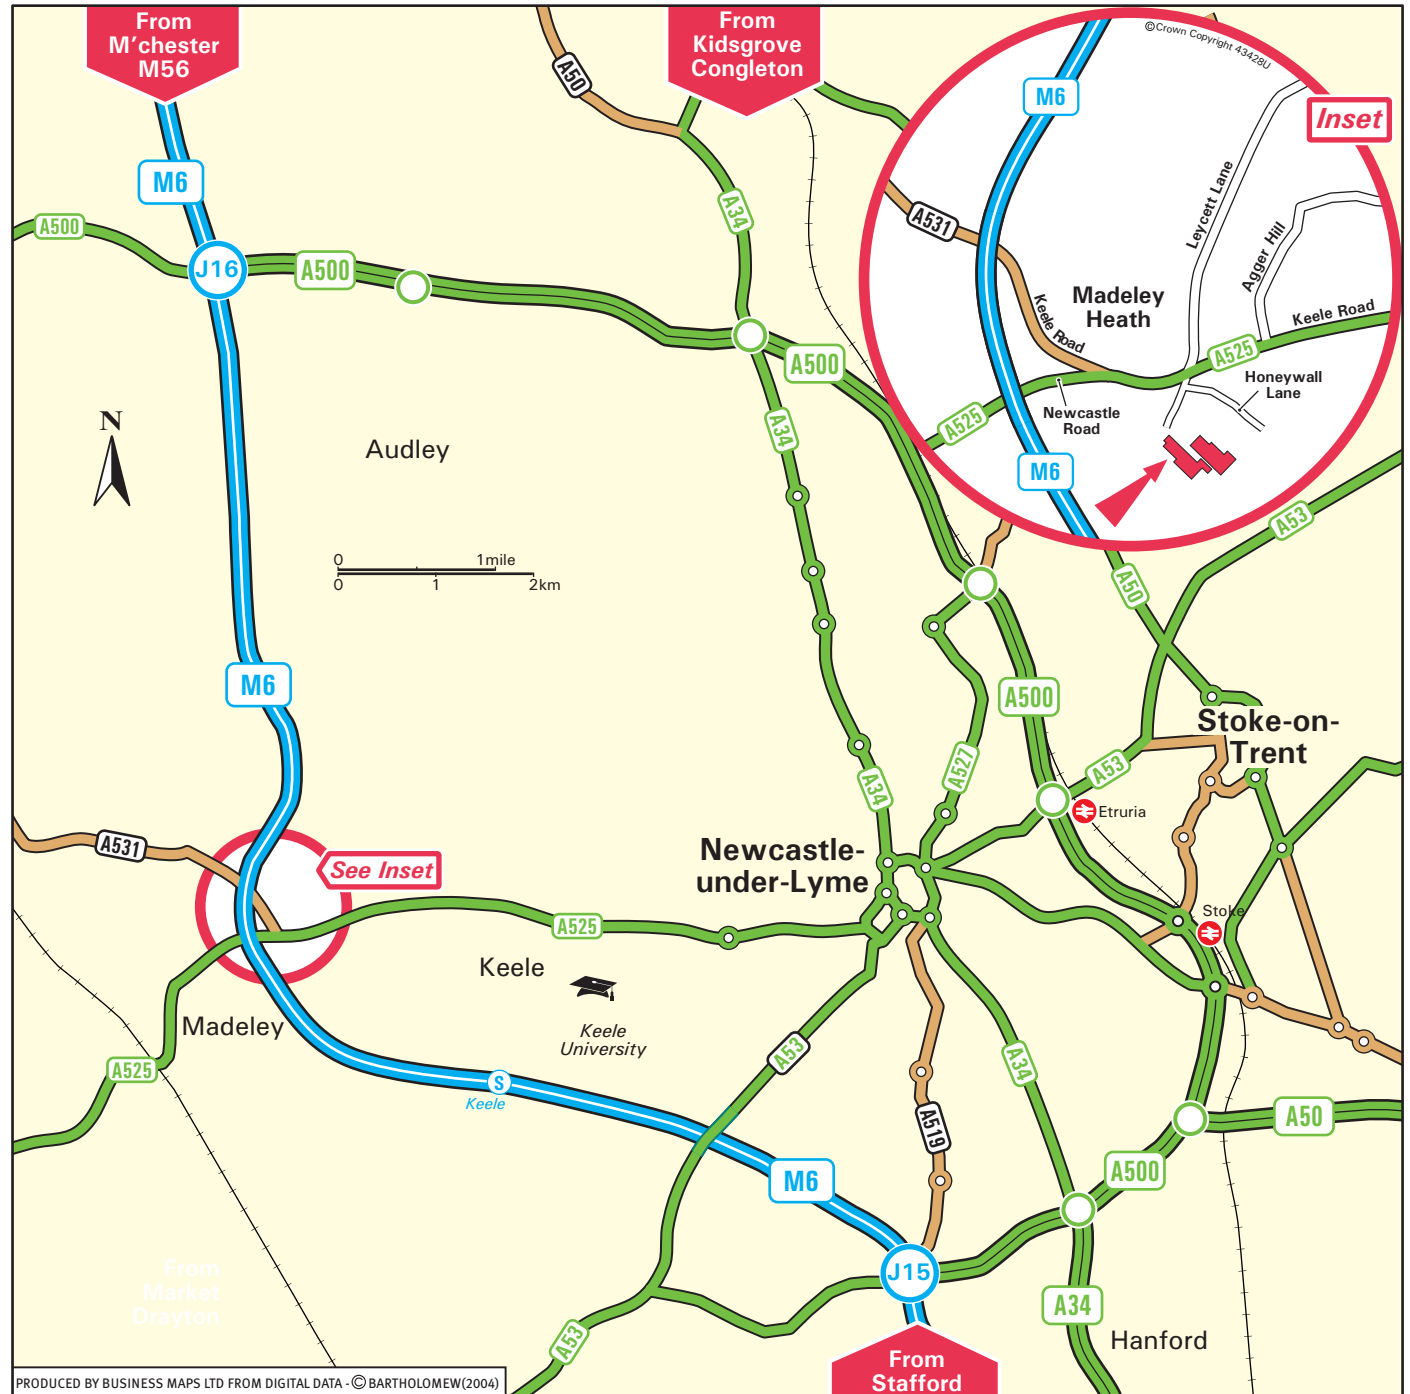 From
M'chester
M56
From
Kidsgrove
Congleton
©Crown Copyright 43428U
A50
M6
Inset
M6
A500
J16
A500
A34
A531
Leycett Lane
Agger Hill
Keele Road
Madeley
Heath
Keele Road
A525
A500
Honeywall
Lane
Newcastle
Road
A525
A34
N
Audley
M6
A53
0
1mile
0
1
2km
A50
M6
A500
Stoke-on-
Trent
A527
A53
A34
Etruria
A531
See Inset
Newcastle-
under-Lyme
Stoke
A525
Keele
Keele
University
Madeley
A53
A34
A525
S
Keele
A519
A50
A500
M6
From
Market
Drayton
J15
A34
A53
Hanford
From
Stafford
PRODUCED BY BUSINESS MAPS LTD FROM DIGITAL DATA - © BARTHOLOMEW(2004)